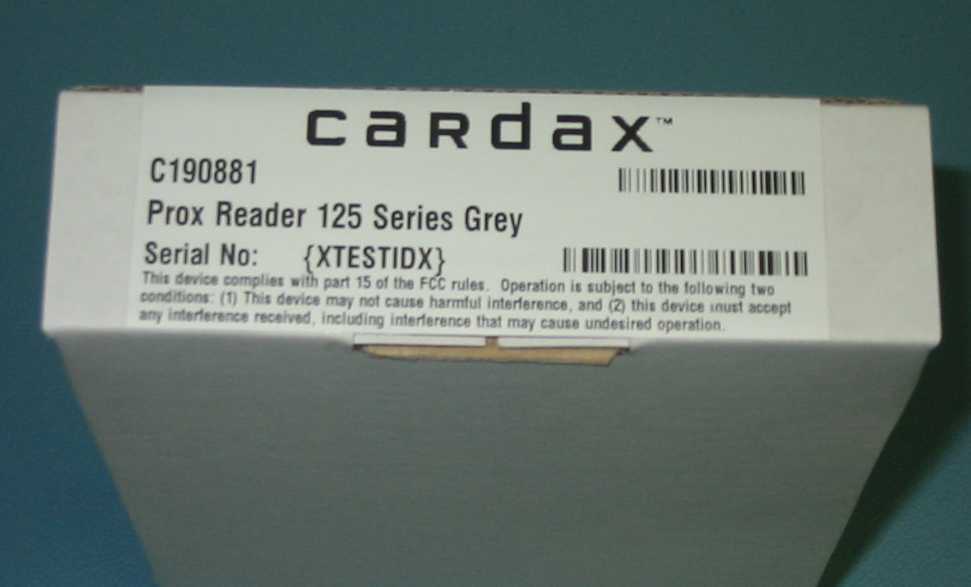 cardax™
C190881
Prox Reader 125 Series Grey
Serial No: {XTESTIDX}
This device complies with part 15 of the FCC rules. Operation is subject to the following two
conditions: (1) This device may not cause harmful interference, and (2) this device must accept
any interference received, including interference that may cause undesired operation.